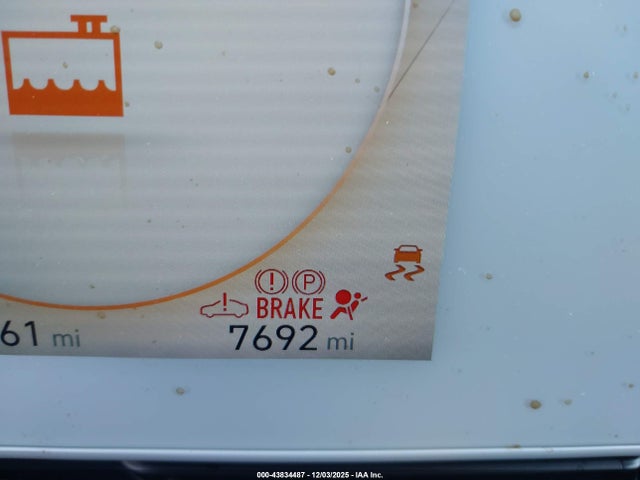 ! P
! BRAKE
61 mi 7692 mi
000-43834487 - 12/03/2025 - IAA Inc.